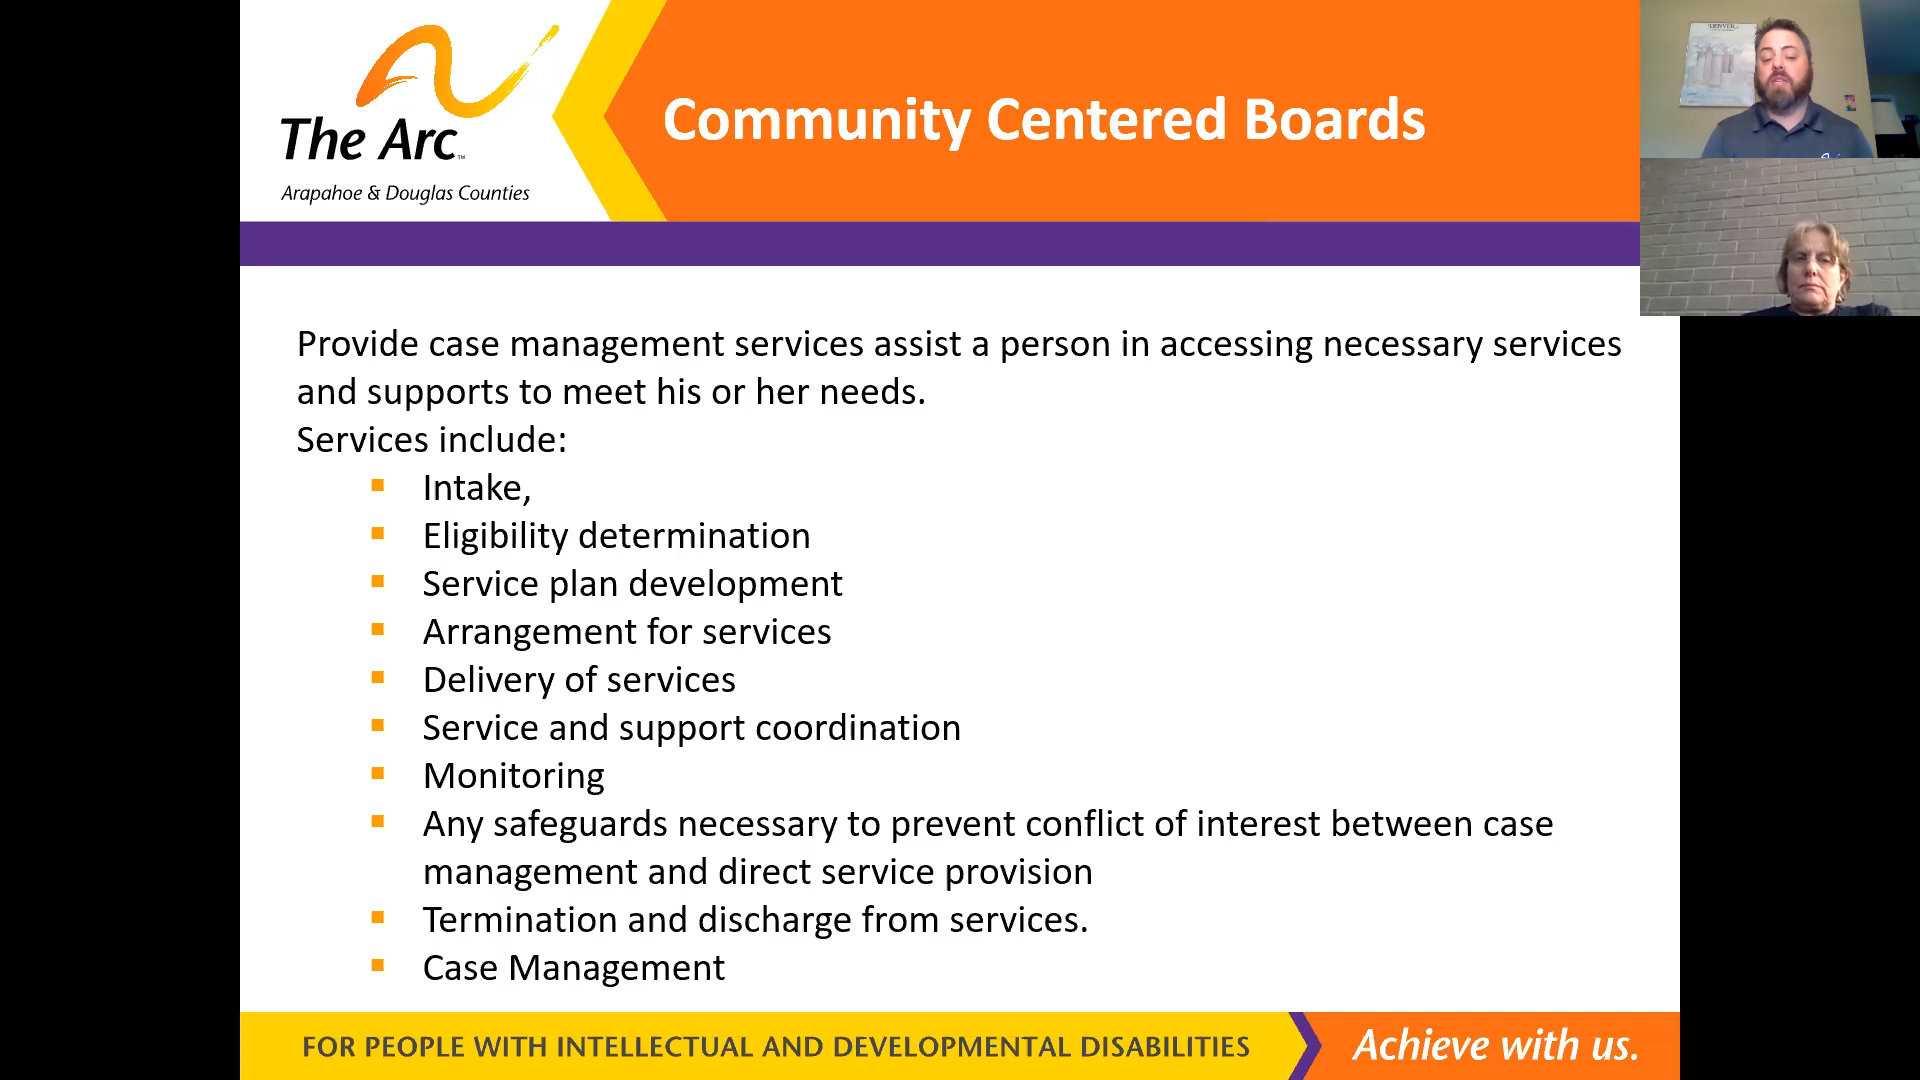 The Arc™
Arapahoe & Douglas Counties
Community Centered Boards
DENVER
Provide case management services assist a person in accessing necessary services
and supports to meet his or her needs.
Services include:
▪ Intake,
▪ Eligibility determination
▪ Service plan development
▪ Arrangement for services
▪ Delivery of services
▪ Service and support coordination
▪ Monitoring
▪ Any safeguards necessary to prevent conflict of interest between case
management and direct service provision
▪ Termination and discharge from services.
▪ Case Management
FOR PEOPLE WITH INTELLECTUAL AND DEVELOPMENTAL DISABILITIES
Achieve with us.